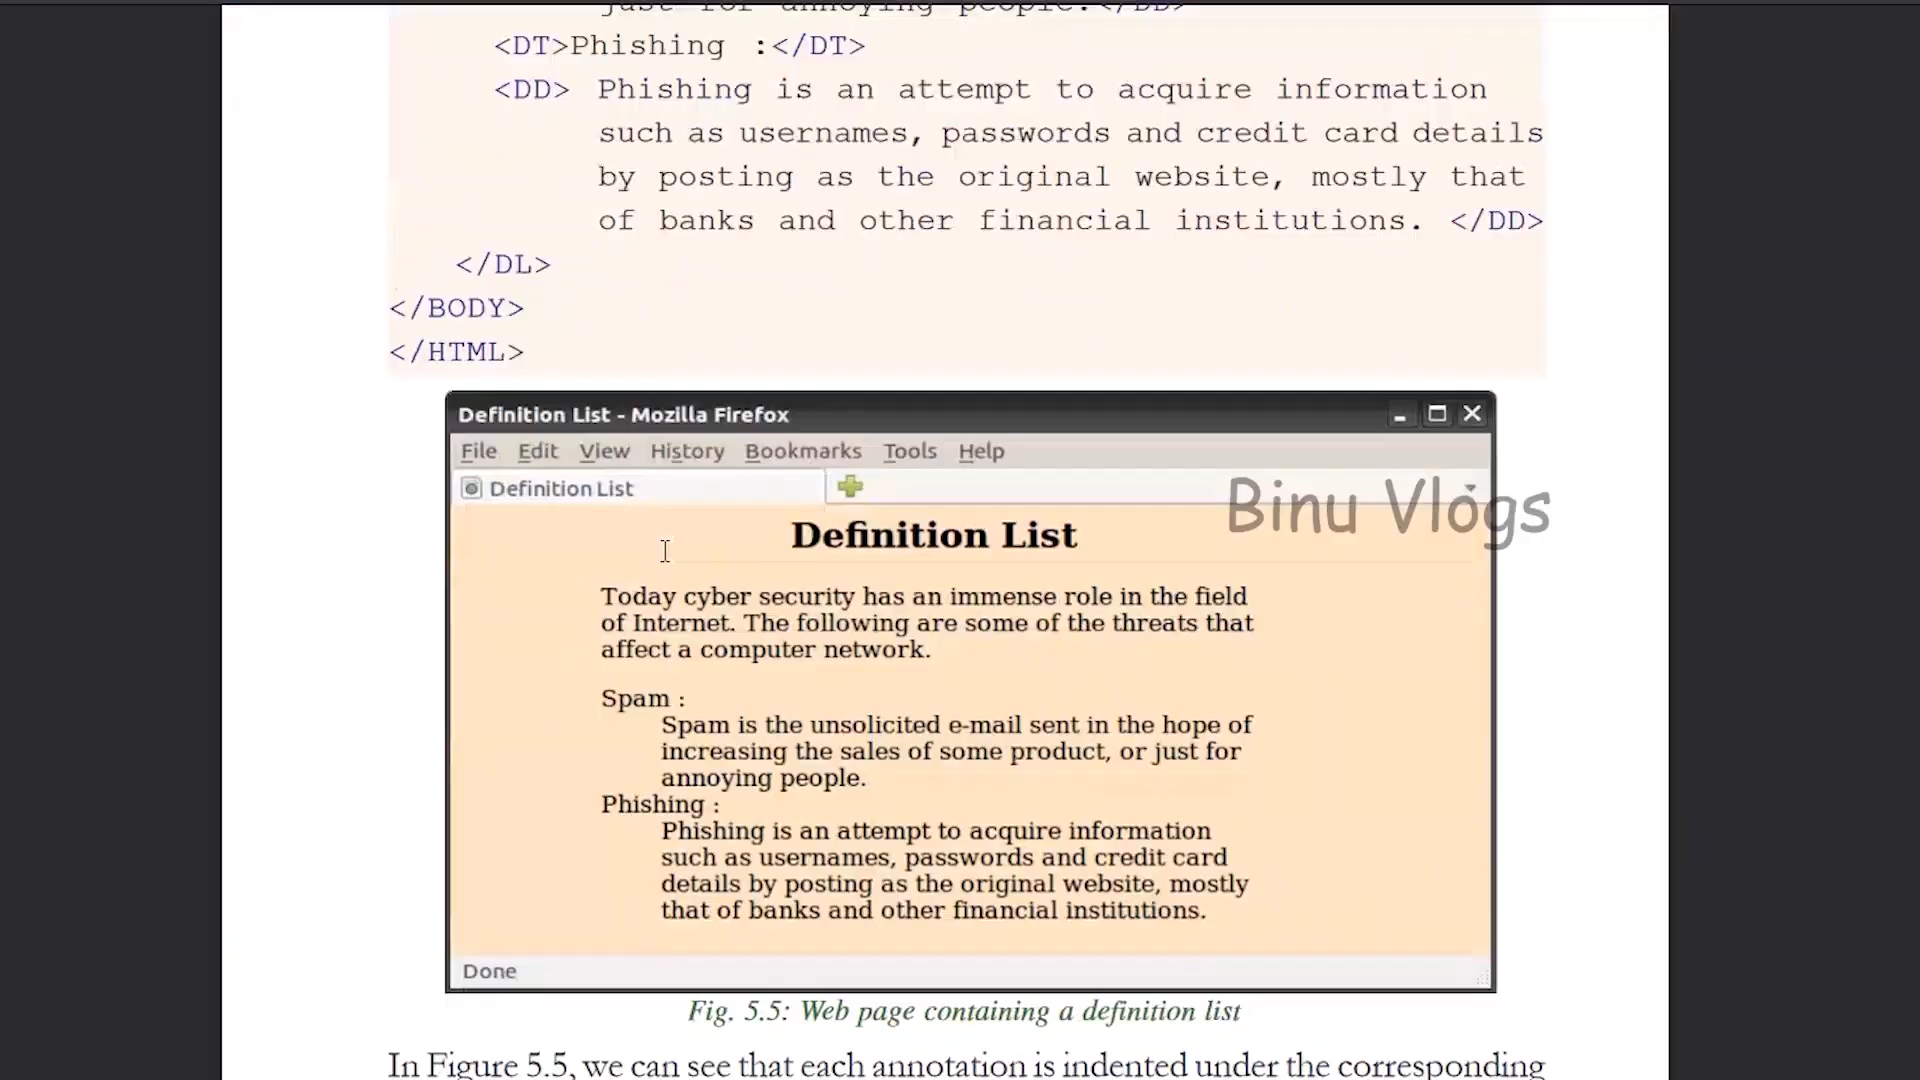 just for annoying people.</DD>
<DT>Phishing :</DT>
<DD> Phishing is an attempt to acquire information
such as usernames, passwords and credit card details
by posting as the original website, mostly that
of banks and other financial institutions. </DD>
</DL>
</BODY>
</HTML>
Definition List - Mozilla Firefox
File Edit View History Bookmarks Tools Help
Definition List
Binu Vlogs
Definition List
Today cyber security has an immense role in the field
of Internet. The following are some of the threats that
affect a computer network.
Spam :
Spam is the unsolicited e-mail sent in the hope of
increasing the sales of some product, or just for
annoying people.
Phishing :
Phishing is an attempt to acquire information
such as usernames, passwords and credit card
details by posting as the original website, mostly
that of banks and other financial institutions.
Done
Fig. 5.5: Web page containing a definition list
In Figure 5.5, we can see that each annotation is indented under the corresponding